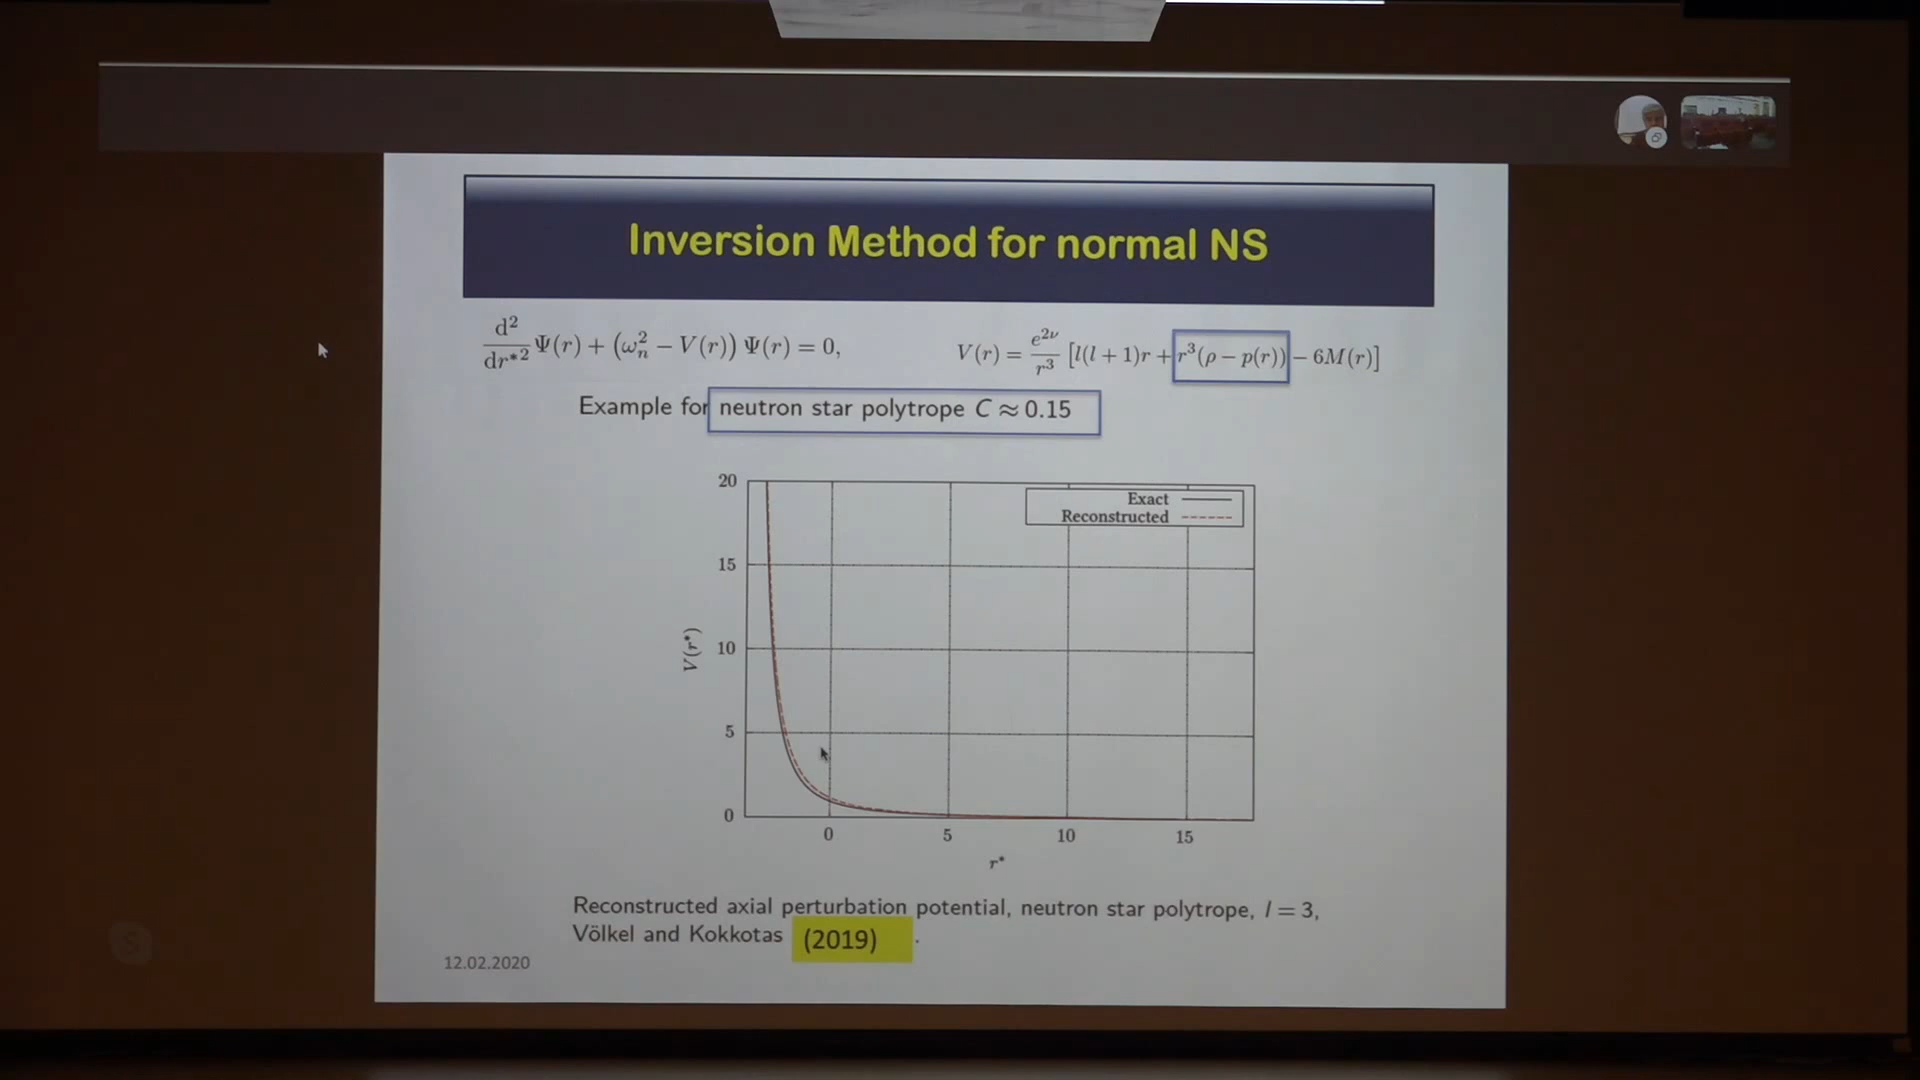 Inversion Method for normal NS
d²/dr*² Ψ(r) + (ω²ₙ − V(r)) Ψ(r) = 0, V(r) = e²ᵛ/r³ [l(l + 1)r + r³(ρ − p(r)) − 6M(r)]
Example for neutron star polytrope C ≈ 0.15
20
15
10
5
0
V(r*)
Exact
Reconstructed
0 5 10 15
r*
Reconstructed axial perturbation potential, neutron star polytrope, l = 3,
Völkel and Kokkotas (2019).
12.02.2020